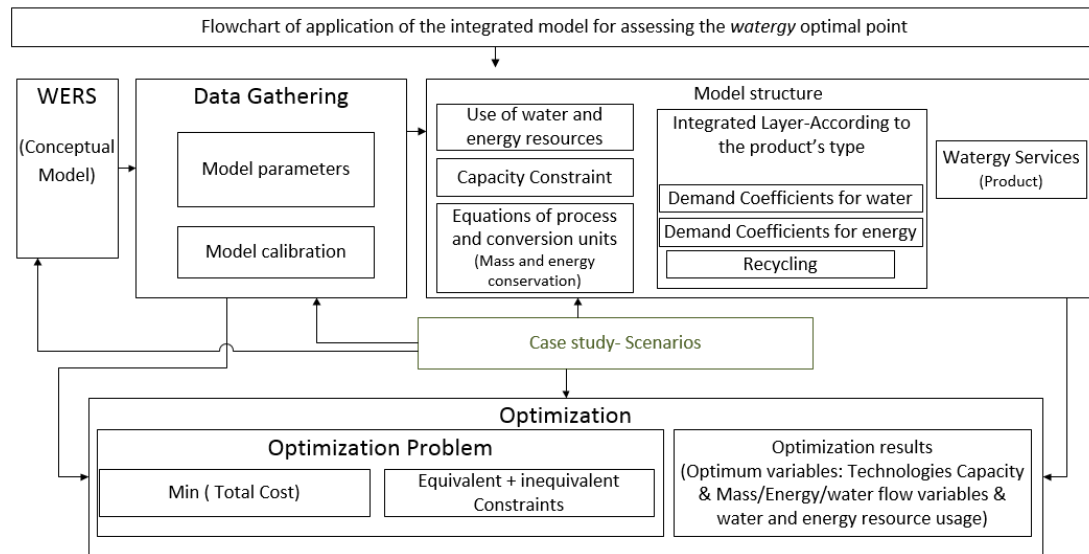 Flowchart of application of the integrated model for assessing the watergy optimal point
WERS
(Conceptual
Model)
Data Gathering
Model parameters
Model calibration
Model structure
Use of water and
energy resources
Capacity Constraint
Equations of process
and conversion units
(Mass and energy
conservation)
Integrated Layer-According to
the product's type
Demand Coefficients for water
Demand Coefficients for energy
Recycling
Watergy Services
(Product)
Case study- Scenarios
Optimization
Optimization Problem
Min ( Total Cost)
Equivalent + inequivalent
Constraints
Optimization results
(Optimum variables: Technologies Capacity
& Mass/Energy/water flow variables &
water and energy resource usage)